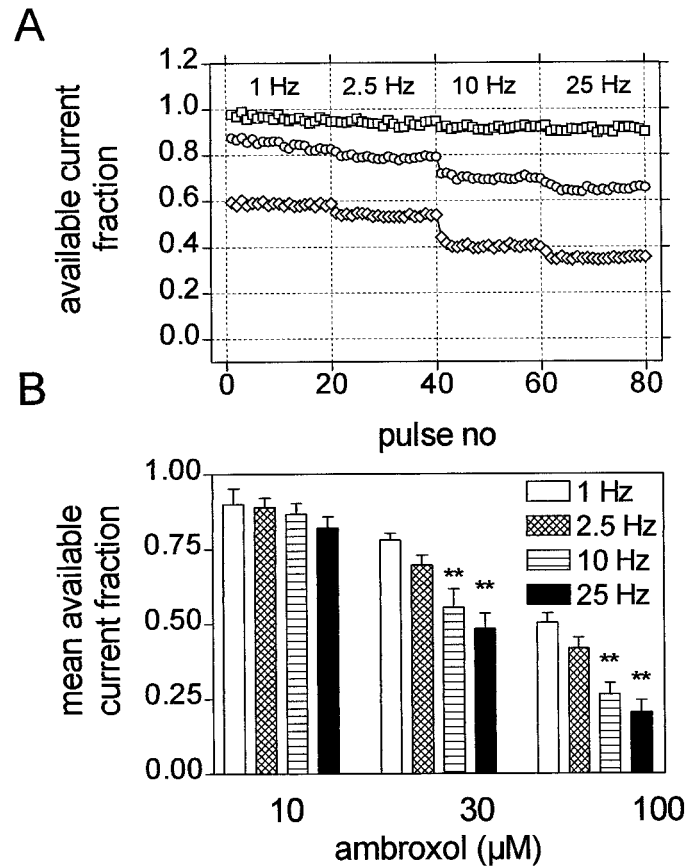 A
1.2
1 Hz 2.5 Hz 10 Hz 25 Hz
1.0
0.8
0.6
0.4
0.2
0.0
available current
fraction
0 20 40 60 80
pulse no
B
1.00
0.75
0.50
0.25
0.00
mean available
current fraction
1 Hz
2.5 Hz
10 Hz
25 Hz
** **
** **
10 30 100
ambroxol (µM)